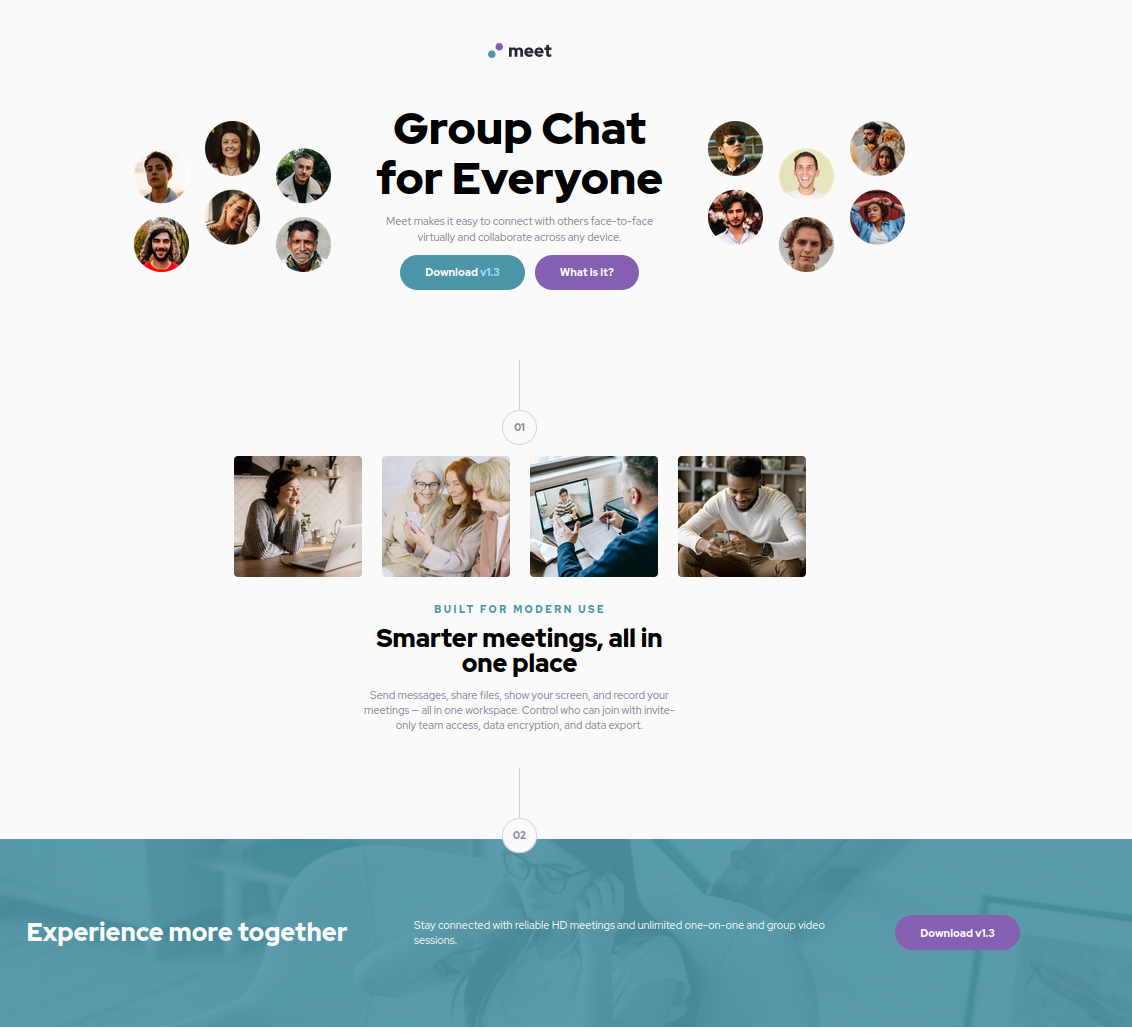 meet
Group Chat
for Everyone
Meet makes it easy to connect with others face-to-face
virtually and collaborate across any device.
Download v1.3
What is it?
01
BUILT FOR MODERN USE
Smarter meetings, all in
one place
Send messages, share files, show your screen, and record your
meetings — all in one workspace. Control who can join with invite-
only team access, data encryption, and data export.
02
Experience more together
Stay connected with reliable HD meetings and unlimited one-on-one and group video
sessions.
Download v1.3